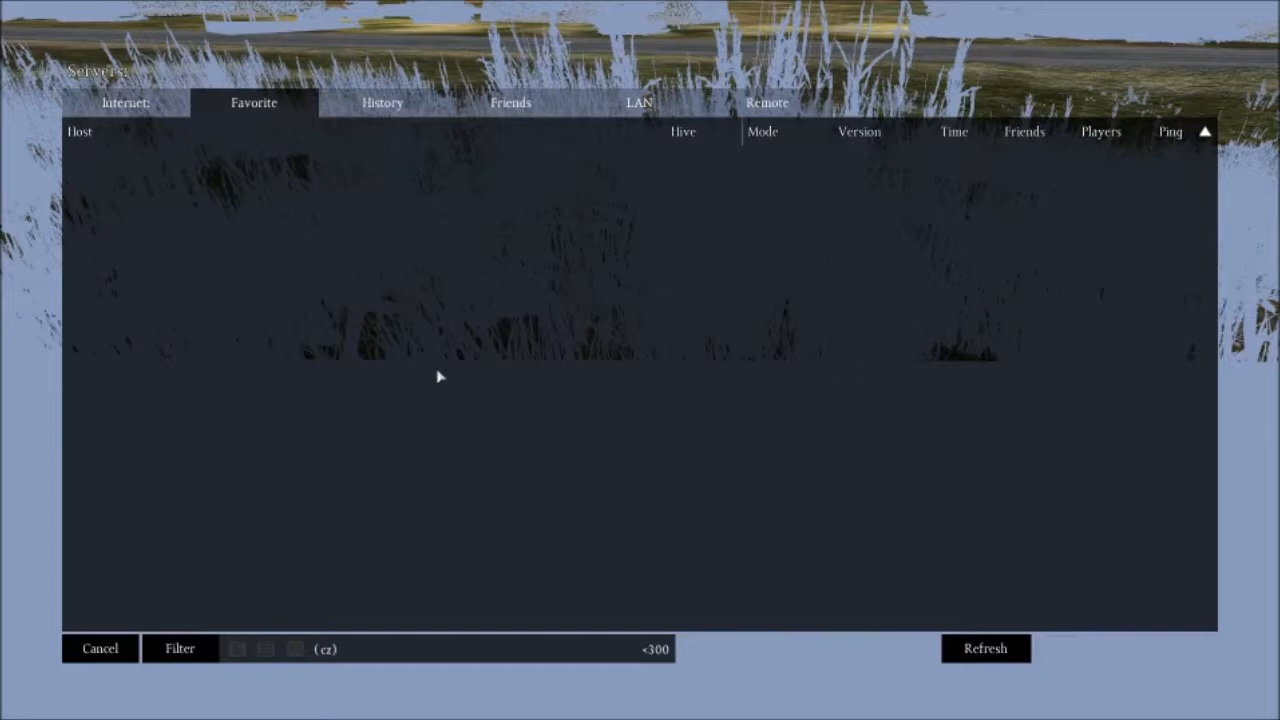 Servers:
Internet: Favorite History Friends LAN Remote
Host Hive Mode Version Time Friends Players Ping
Cancel Filter (cz) <300 Refresh